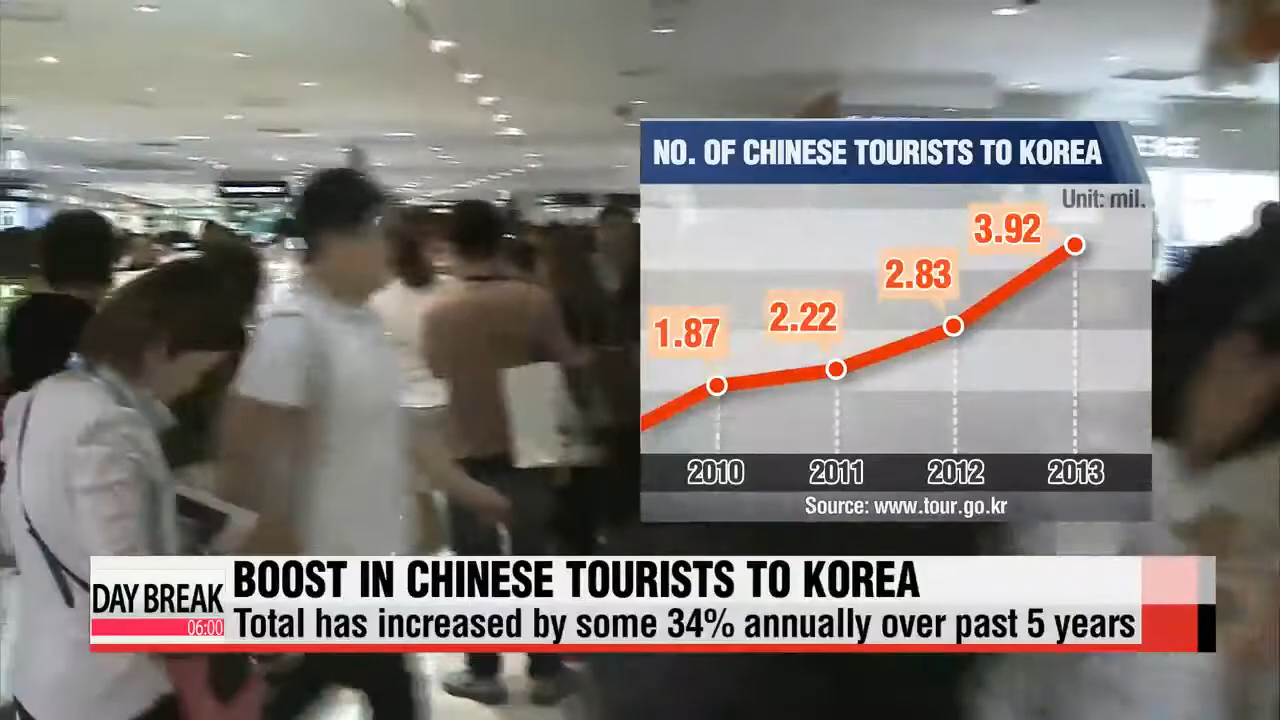 NO. OF CHINESE TOURISTS TO KOREA
Unit: mil.
3.92
2.83
2.22
1.87
2010 2011 2012 2013
Source: www.tour.go.kr
DAY BREAK
06:00
BOOST IN CHINESE TOURISTS TO KOREA
Total has increased by some 34% annually over past 5 years